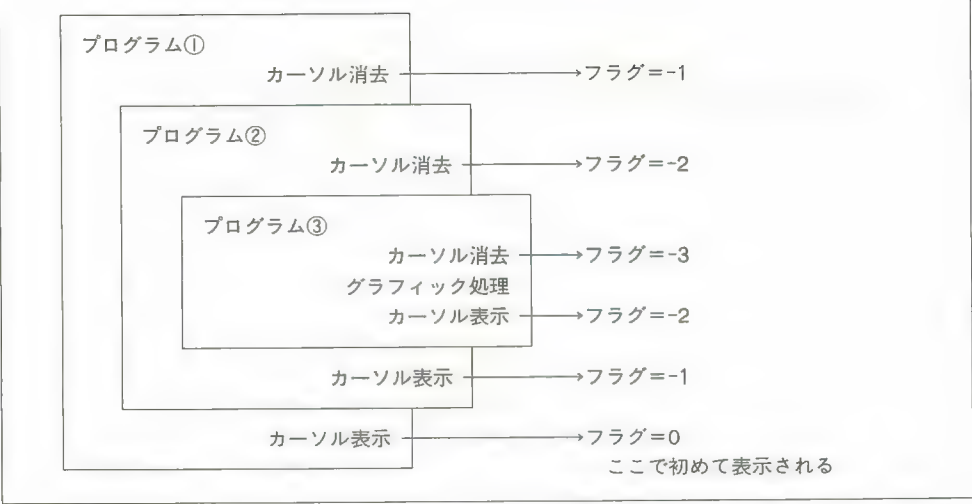 プログラム①
カーソル消去 →フラグ=-1
プログラム②
カーソル消去 →フラグ=-2
プログラム③
カーソル消去 →フラグ=-3
グラフィック処理
カーソル表示 →フラグ=-2
カーソル表示 →フラグ=-1
カーソル表示 →フラグ=0
ここで初めて表示される